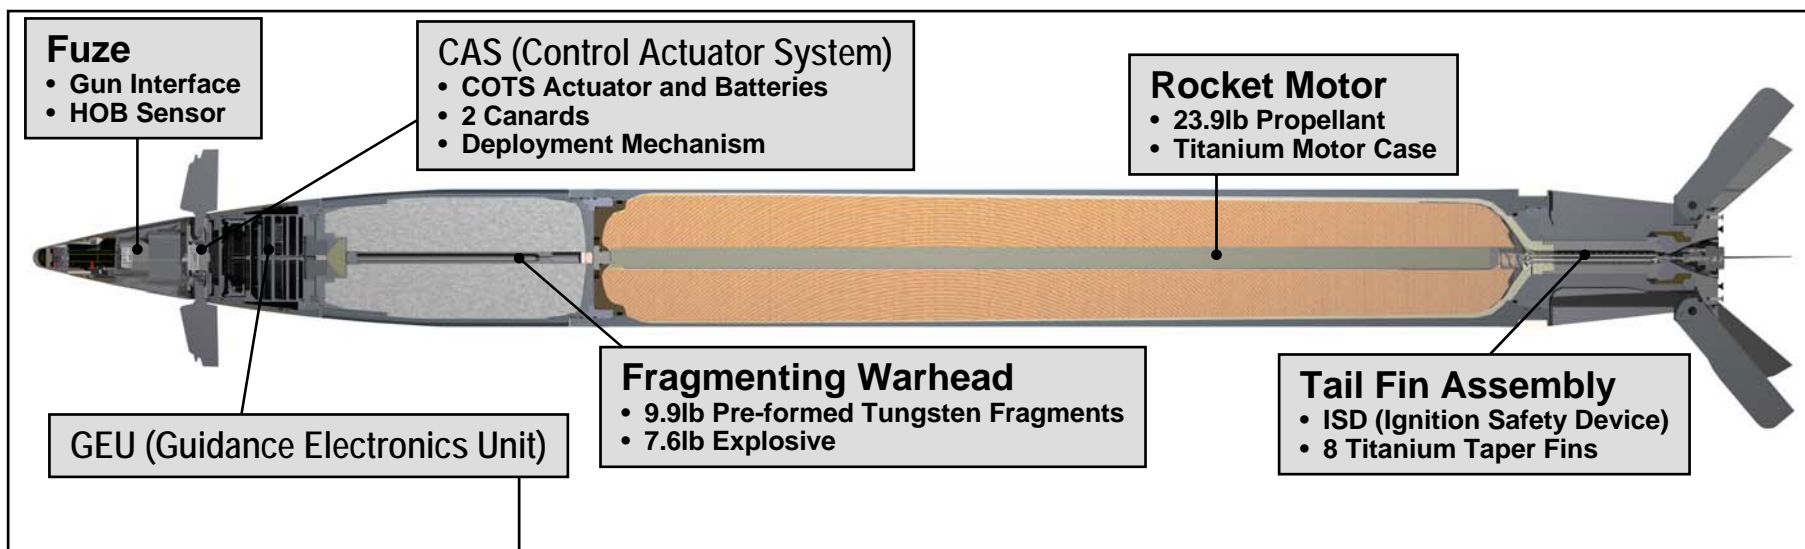 Fuze
• Gun Interface
• HOB Sensor
CAS (Control Actuator System)
• COTS Actuator and Batteries
• 2 Canards
• Deployment Mechanism
Rocket Motor
• 23.9lb Propellant
• Titanium Motor Case
GEU (Guidance Electronics Unit)
Fragmenting Warhead
• 9.9lb Pre-formed Tungsten Fragments
• 7.6lb Explosive
Tail Fin Assembly
• ISD (Ignition Safety Device)
• 8 Titanium Taper Fins